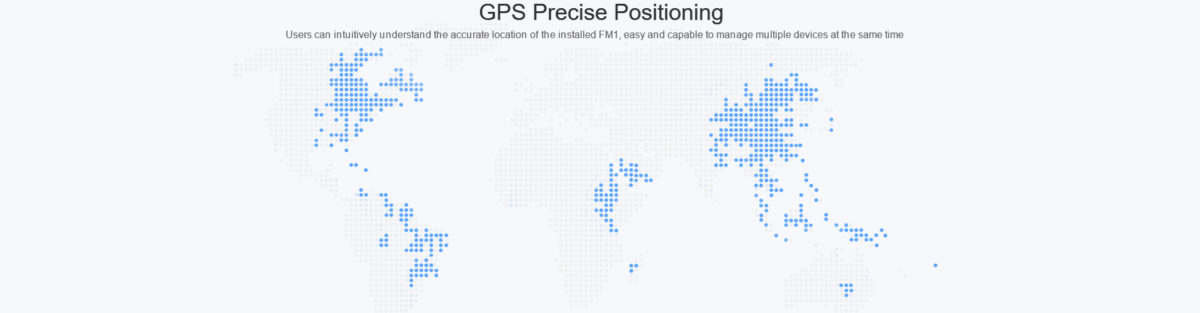 GPS Precise Positioning
Users can intuitively understand the accurate location of the installed FM1, easy and capable to manage multiple devices at the same time